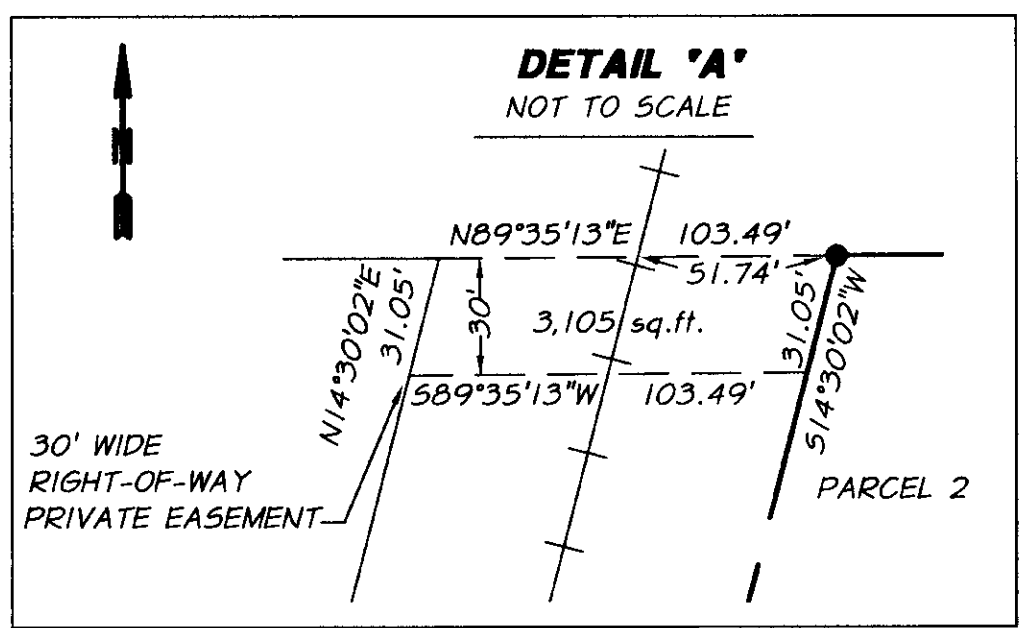 DETAIL "A"
NOT TO SCALE
N
N89°35'13"E 103.49'
51.74'
N14°30'02"E
31.05'
30'
3,105 sq.ft.
31.05'
S14°30'02"W
S89°35'13"W 103.49'
30' WIDE
RIGHT-OF-WAY
PRIVATE EASEMENT
PARCEL 2